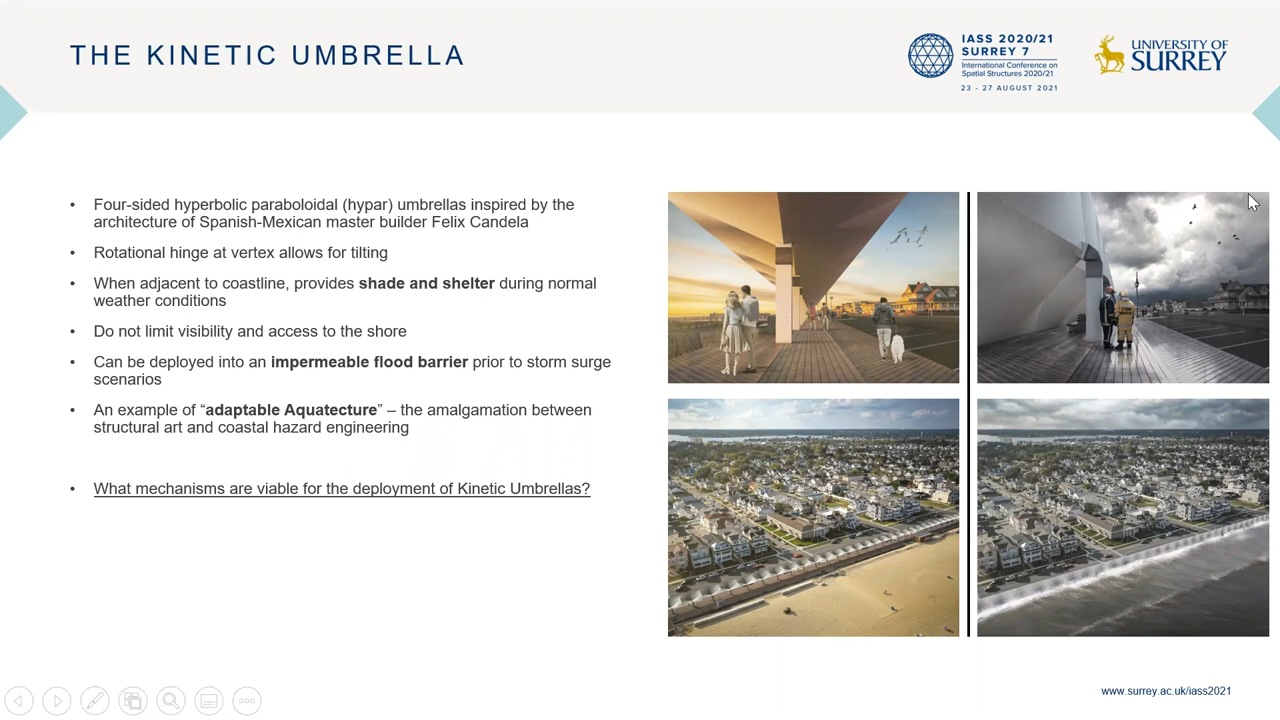 THE KINETIC UMBRELLA
IASS 2020/21
SURREY 7
International Conference on
Spatial Structures 2020/21
23 - 27 AUGUST 2021
UNIVERSITY OF
SURREY
• Four-sided hyperbolic paraboloidal (hypar) umbrellas inspired by the
architecture of Spanish-Mexican master builder Felix Candela
• Rotational hinge at vertex allows for tilting
• When adjacent to coastline, provides shade and shelter during normal
weather conditions
• Do not limit visibility and access to the shore
• Can be deployed into an impermeable flood barrier prior to storm surge
scenarios
• An example of “adaptable Aquatecture” – the amalgamation between
structural art and coastal hazard engineering
• What mechanisms are viable for the deployment of Kinetic Umbrellas?
www.surrey.ac.uk/iass2021